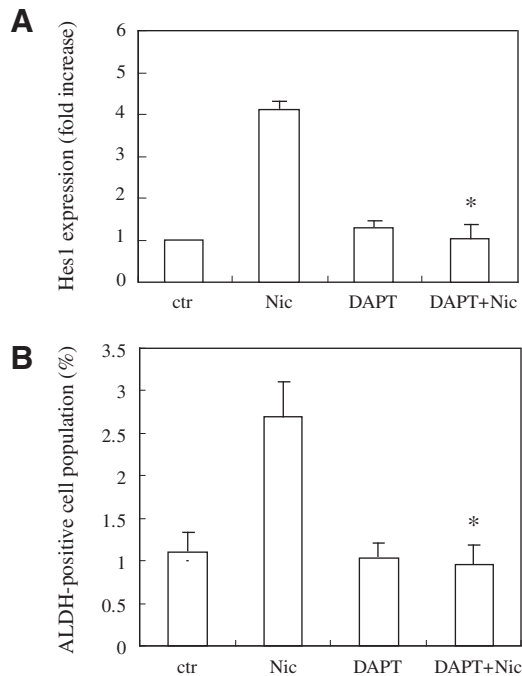 A
Hes1 expression (fold increase)
6
5
4
3
2
1
0
*
ctr Nic DAPT DAPT+Nic
B
ALDH-positive cell population (%)
3.5
3
2.5
2
1.5
1
0.5
0
*
ctr Nic DAPT DAPT+Nic